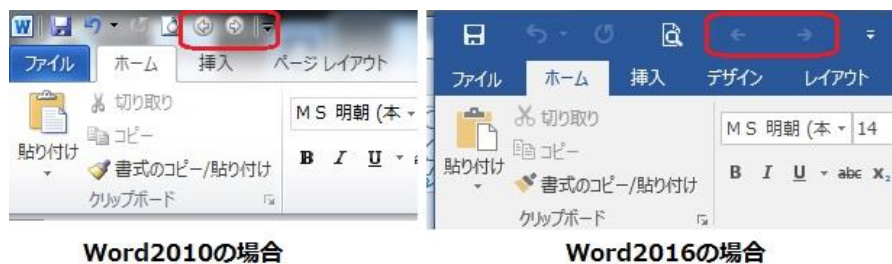 W
ファイル ホーム 挿入 ページ レイアウト
切り取り
コピー
貼り付け
書式のコピー/貼り付け
クリップボード
MS 明朝 (本
B I U
Word2010の場合
ファイル ホーム 挿入 デザイン レイアウト
切り取り
コピー
貼り付け
書式のコピー/貼り付け
クリップボード
MS 明朝 (本 14
B I U abc X₂
Word2016の場合